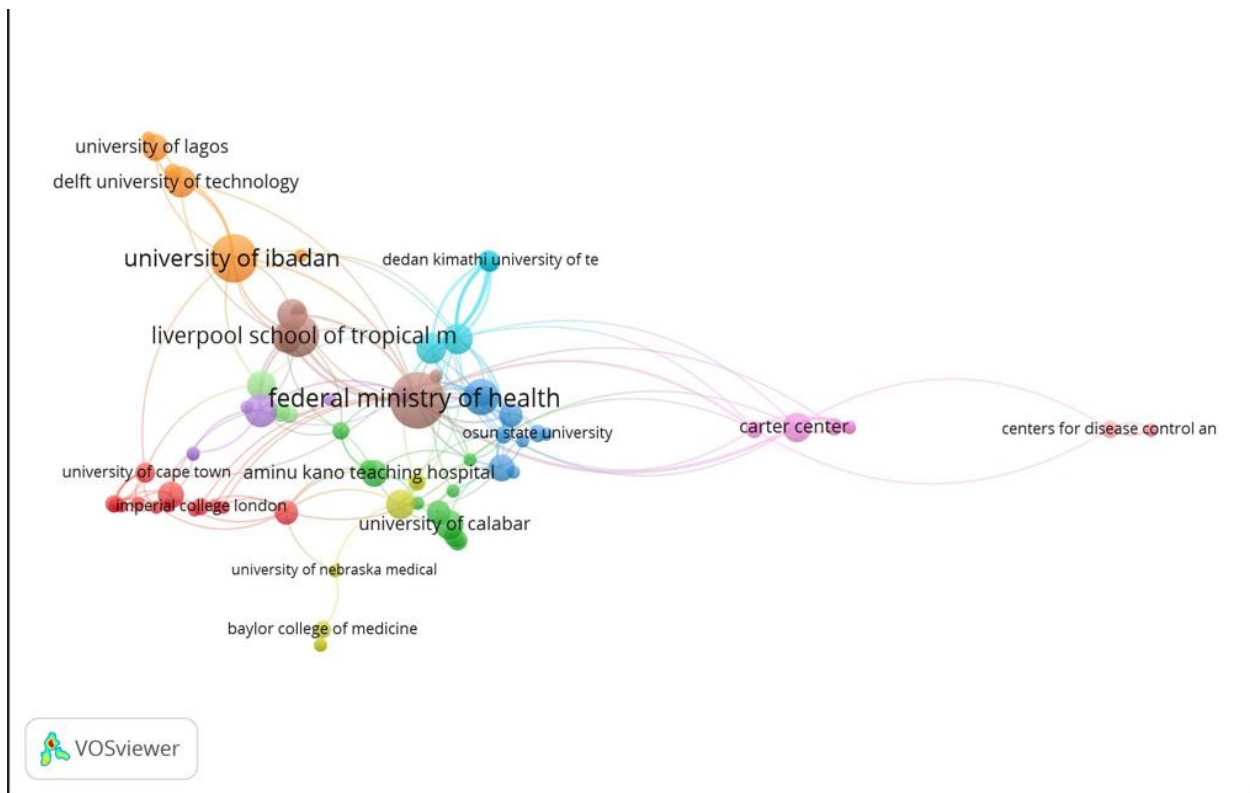 university of lagos
delft university of technology
university of ibadan
dedan kimathi university of te
liverpool school of tropical m
federal ministry of health
carter center
centers for disease control an
osun state university
university of cape town
aminu kano teaching hospital
imperial college london
university of calabar
university of nebraska medical
baylor college of medicine
VOSviewer